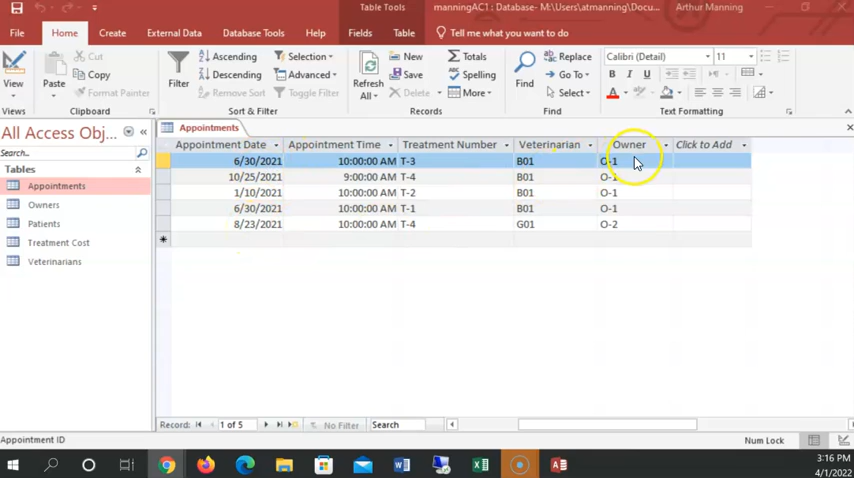 Table Tools
manningAC1 : Database- M:\Users\atmanning\Docu...
Arthur Manning
File Home Create External Data Database Tools Help Fields Table Tell me what you want to do
View
Views
Paste
Cut
Copy
Format Painter
Clipboard
Filter
Ascending
Descending
Remove Sort
Selection
Advanced
Toggle Filter
Sort & Filter
Refresh All
New
Save
Delete
Totals
Spelling
More
Records
Find
Replace
Go To
Select
Find
Calibri (Detail) 11
B I U
A
Text Formatting
All Access Obj...
Search...
Tables
Appointments
Owners
Patients
Treatment Cost
Veterinarians
Appointments
Appointment Date Appointment Time Treatment Number Veterinarian Owner Click to Add
6/30/2021 10:00:00 AM T-3 B01 O-1
10/25/2021 9:00:00 AM T-4 B01 O-1
1/10/2021 10:00:00 AM T-2 B01 O-1
6/30/2021 10:00:00 AM T-1 B01 O-1
8/23/2021 10:00:00 AM T-4 G01 O-2
Record: 1 of 5 No Filter Search
Appointment ID
Num Lock
3:16 PM
4/1/2022